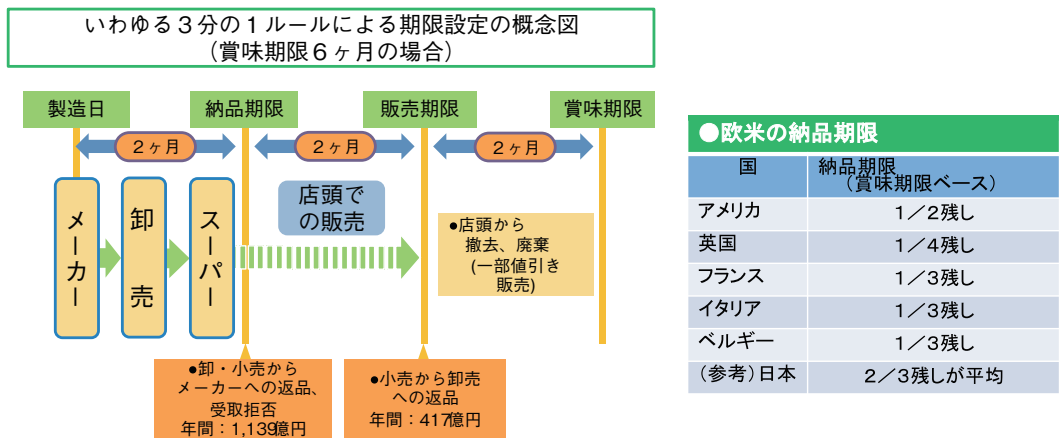 いわゆる３分の１ルールによる期限設定の概念図
（賞味期限６ヶ月の場合）
製造日
納品期限
販売期限
賞味期限
２ヶ月
２ヶ月
２ヶ月
メーカー
卸売
スーパー
店頭で
の販売
●店頭から
撤去、廃棄
(一部値引き
販売)
●卸・小売から
メーカーへの返品、
受取拒否
年間：1,139億円
●小売から卸売
への返品
年間：417億円
●欧米の納品期限
国
納品期限
（賞味期限ベース）
アメリカ １／２残し
英国 １／４残し
フランス １／３残し
イタリア １／３残し
ベルギー １／３残し
（参考）日本 ２／３残しが平均